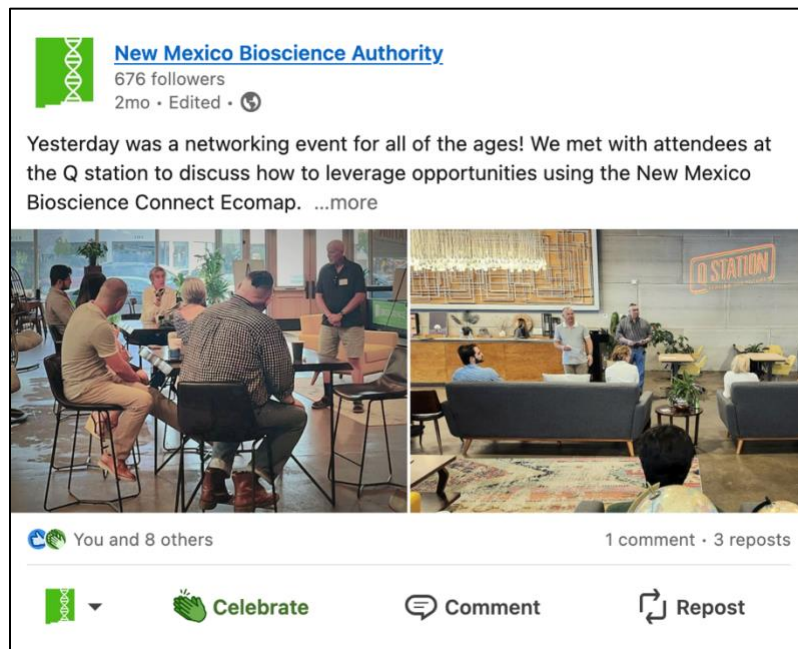 New Mexico Bioscience Authority
676 followers
2mo • Edited •
Yesterday was a networking event for all of the ages! We met with attendees at
the Q station to discuss how to leverage opportunities using the New Mexico
Bioscience Connect Ecomap. ...more
Q STATION
You and 8 others
1 comment · 3 reposts
Celebrate
Comment
Repost